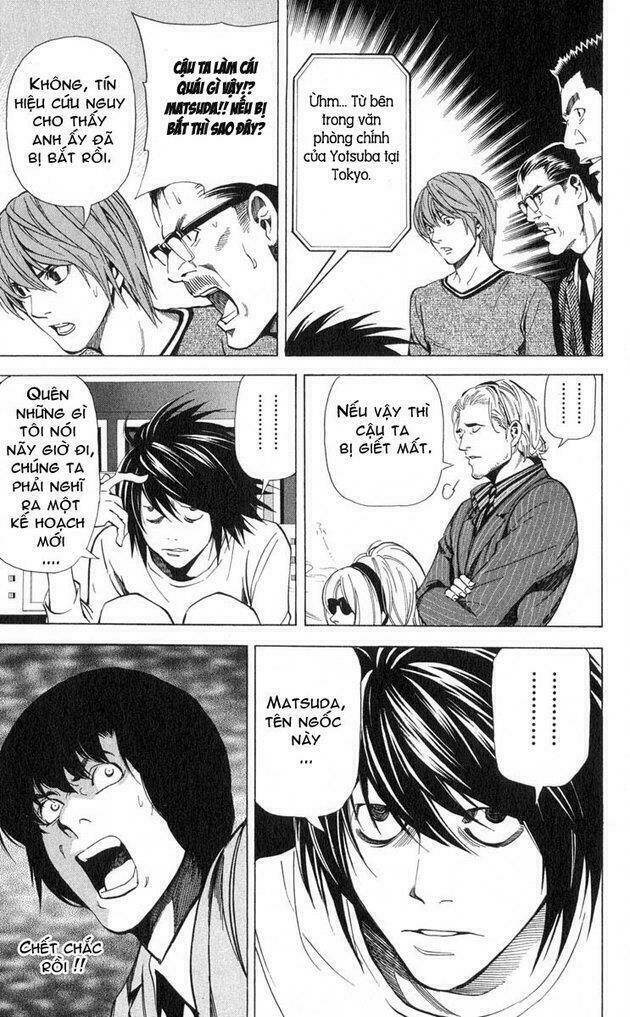 Ừhm... Từ bên
trong văn
phòng chính
của Yotsuba tại
Tokyo.
CẬU TA LÀM CÁI
QUÁI GÌ VẬY!?
MATSUDA!! NẾU BỊ
BẮT THÌ SAO ĐÂY?
KHÔNG, TÍN
HIỆU CỨU NGUY
CHO THẤY
ANH ẤY ĐÃ
BỊ BẮT RỒI.
......
NẾU VẬY THÌ
CẬU TA
BỊ GIẾT MẤT.
......
QUÊN
NHỮNG GÌ
TÔI NÓI
NÃY GIỜ ĐI,
CHÚNG TA
PHẢI NGHĨ
RA MỘT
KẾ HOẠCH
MỚI
....
......
MATSUDA,
TÊN NGỐC
NÀY
...
CHẾT CHẮC
RỒI !!